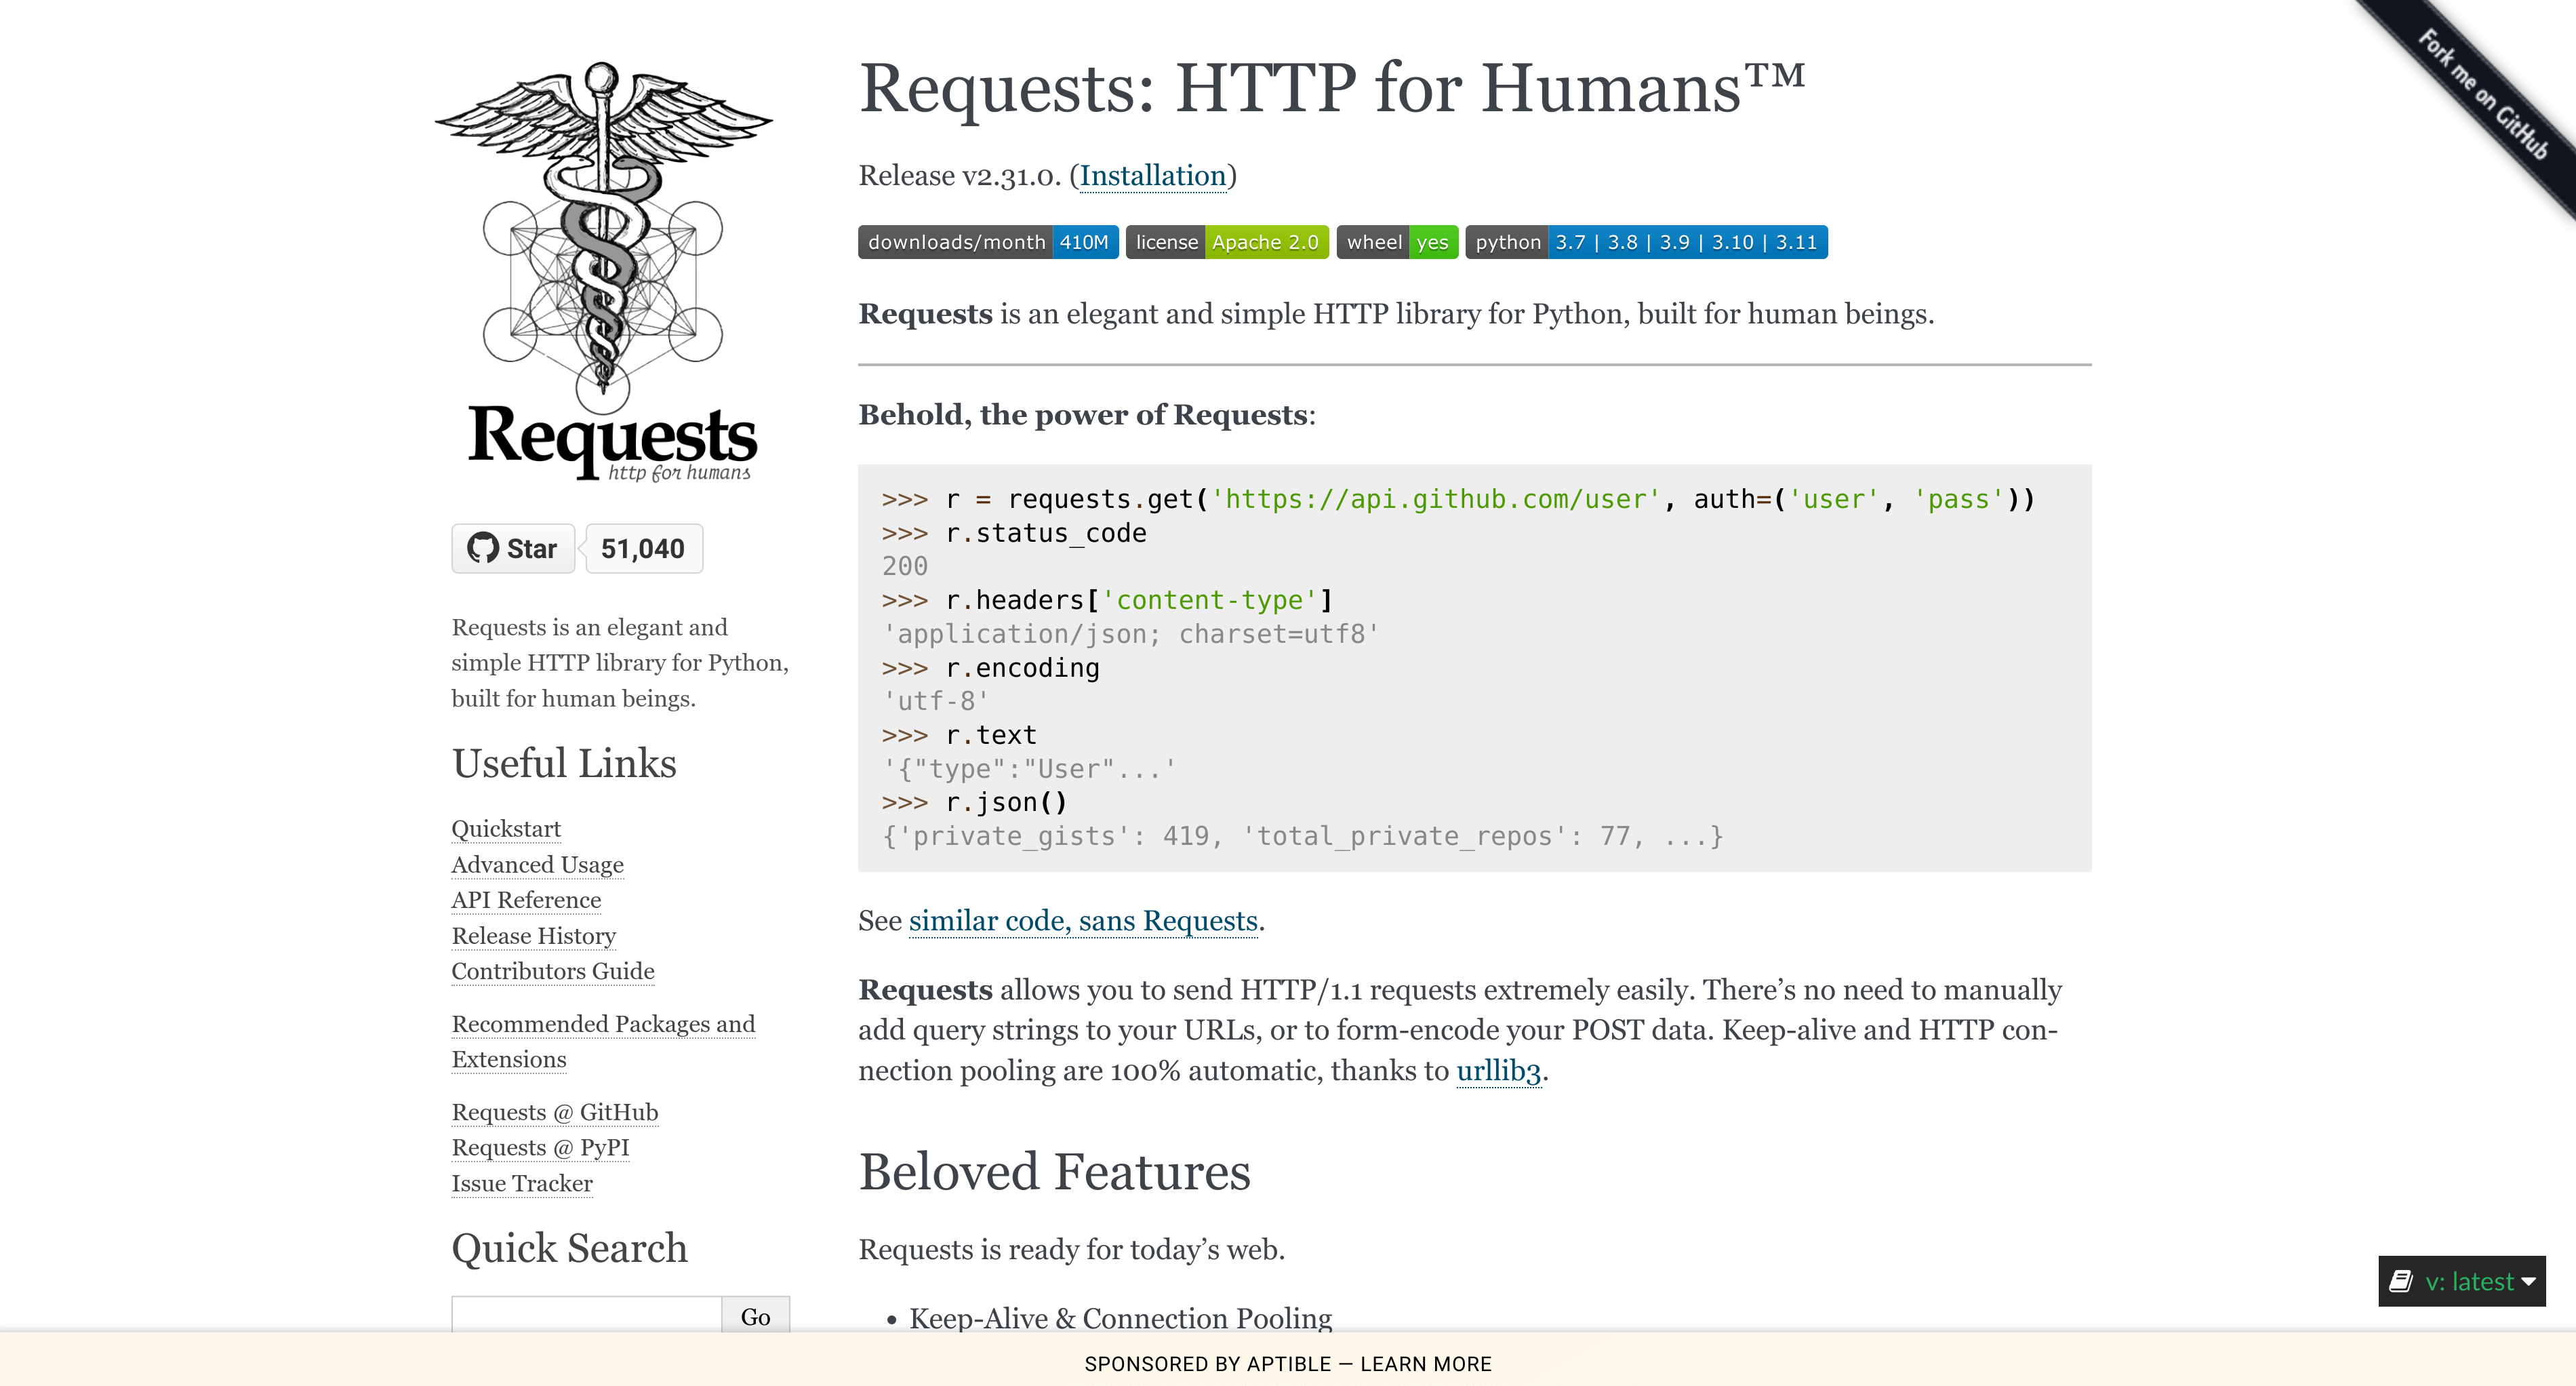 Requests
http for humans
Star 51,040
Requests is an elegant and
simple HTTP library for Python,
built for human beings.
Useful Links
Quickstart
Advanced Usage
API Reference
Release History
Contributors Guide
Recommended Packages and
Extensions
Requests @ GitHub
Requests @ PyPI
Issue Tracker
Quick Search
Go
Requests: HTTP for Humans™
Release v2.31.0. (Installation)
downloads/month 410M license Apache 2.0 wheel yes python 3.7 | 3.8 | 3.9 | 3.10 | 3.11
Requests is an elegant and simple HTTP library for Python, built for human beings.
Behold, the power of Requests:
>>> r = requests.get('https://api.github.com/user', auth=('user', 'pass'))
>>> r.status_code
200
>>> r.headers['content-type']
'application/json; charset=utf8'
>>> r.encoding
'utf-8'
>>> r.text
'{"type":"User"...'
>>> r.json()
{'private_gists': 419, 'total_private_repos': 77, ...}
See similar code, sans Requests.
Requests allows you to send HTTP/1.1 requests extremely easily. There’s no need to manually
add query strings to your URLs, or to form-encode your POST data. Keep-alive and HTTP con-
nection pooling are 100% automatic, thanks to urllib3.
Beloved Features
Requests is ready for today’s web.
• Keep-Alive & Connection Pooling
Fork me on GitHub
v: latest
SPONSORED BY APTIBLE — LEARN MORE